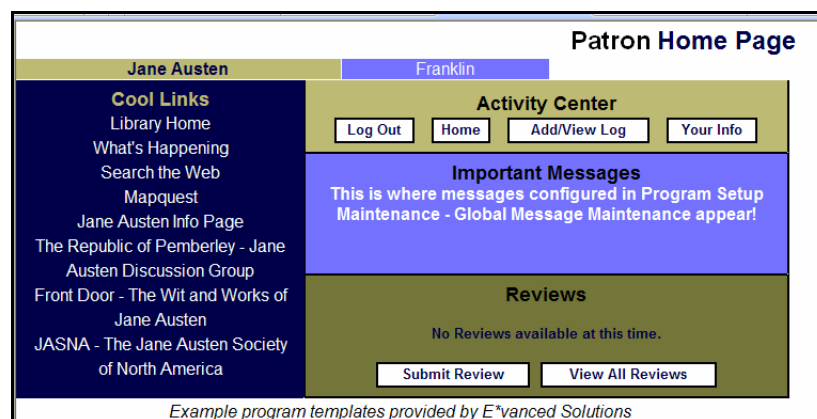 Patron Home Page
Jane Austen
Franklin
Cool Links
Library Home
What's Happening
Search the Web
Mapquest
Jane Austen Info Page
The Republic of Pemberley - Jane
Austen Discussion Group
Front Door - The Wit and Works of
Jane Austen
JASNA - The Jane Austen Society
of North America
Activity Center
Log Out Home Add/View Log Your Info
Important Messages
This is where messages configured in Program Setup
Maintenance - Global Message Maintenance appear!
Reviews
No Reviews available at this time.
Submit Review View All Reviews
Example program templates provided by E*vanced Solutions